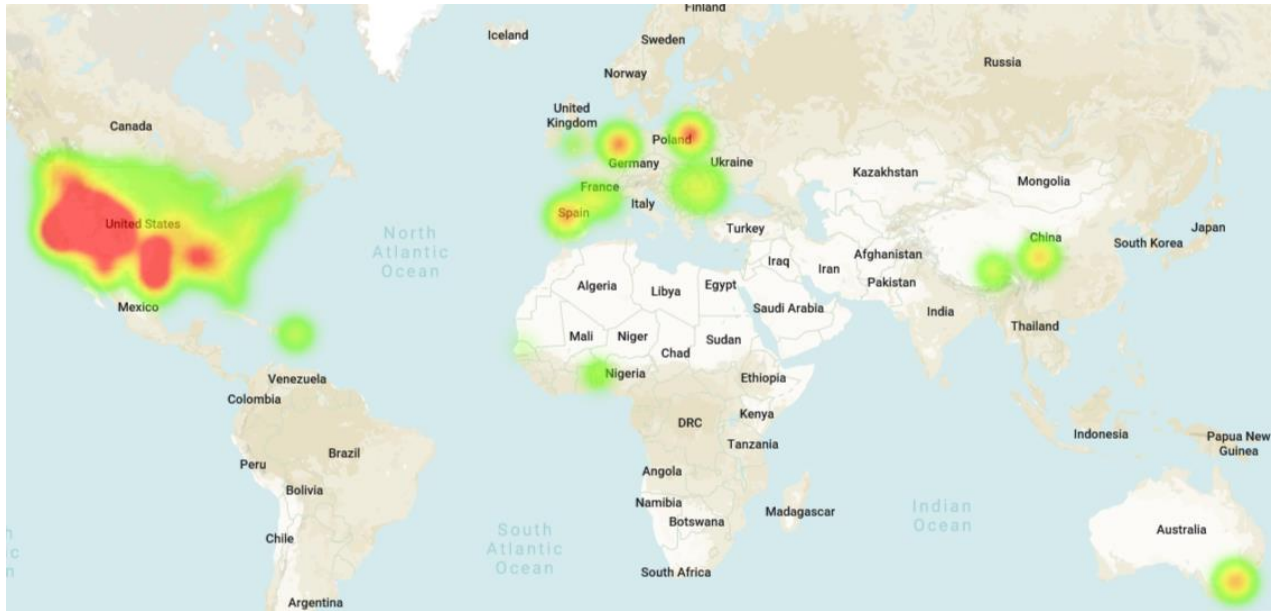 Finland
Iceland
Sweden
Russia
Norway
United
Kingdom
Canada
Poland
Germany
Ukraine
Kazakhstan
Mongolia
France
Spain
Italy
United States
North
Atlantic
Ocean
Turkey
China
Japan
South Korea
Afghanistan
Iraq
Iran
Pakistan
Algeria
Libya
Egypt
Saudi Arabia
Mexico
India
Thailand
Mali
Niger
Chad
Sudan
Venezuela
Nigeria
Ethiopia
Colombia
Kenya
DRC
Indonesia
Papua New
Guinea
Tanzania
Brazil
Peru
Angola
Bolivia
Namibia
Botswana
Madagascar
Indian
Ocean
Australia
Chile
South
Atlantic
Ocean
South Africa
Argentina